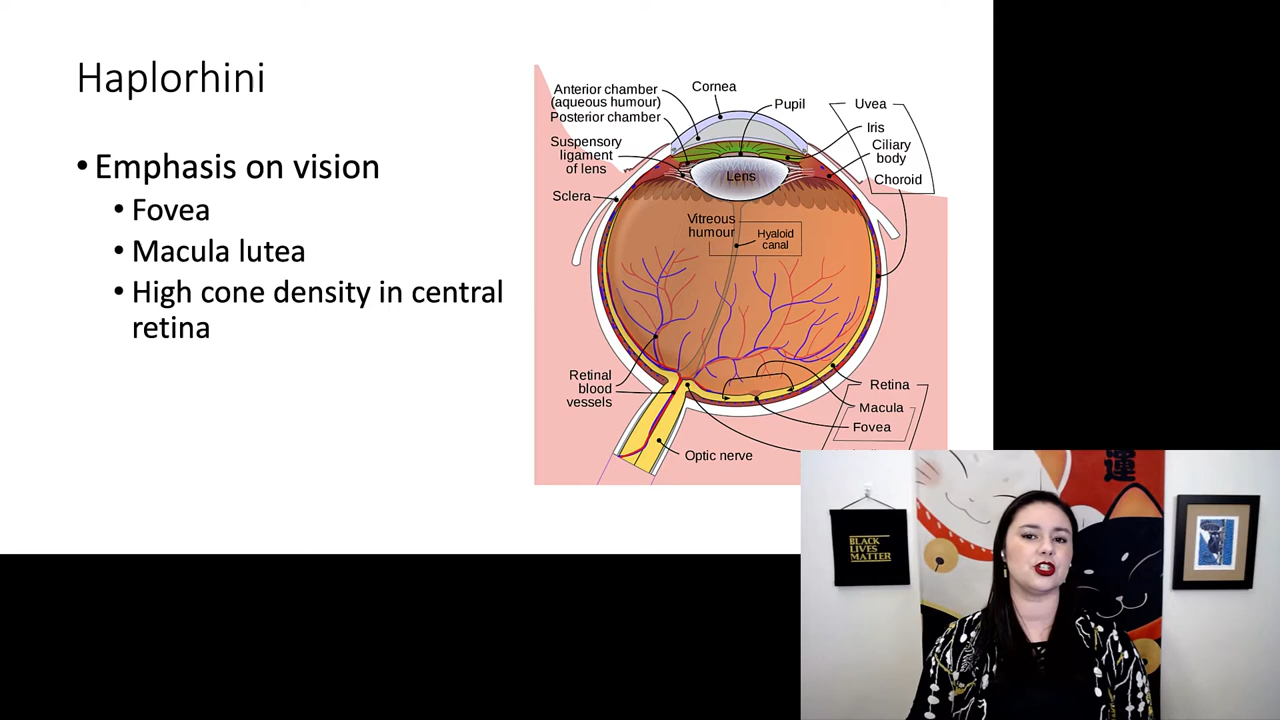 Haplorhini
• Emphasis on vision
• Fovea
• Macula lutea
• High cone density in central
retina
Anterior chamber
(aqueous humour)
Posterior chamber
Suspensory
ligament
of lens
Sclera
Cornea
Pupil
Uvea
Iris
Ciliary
body
Choroid
Lens
Vitreous
humour
Hyaloid
canal
Retinal
blood
vessels
Optic nerve
Retina
Macula
Fovea
BLACK
LIVES
MATTER
運